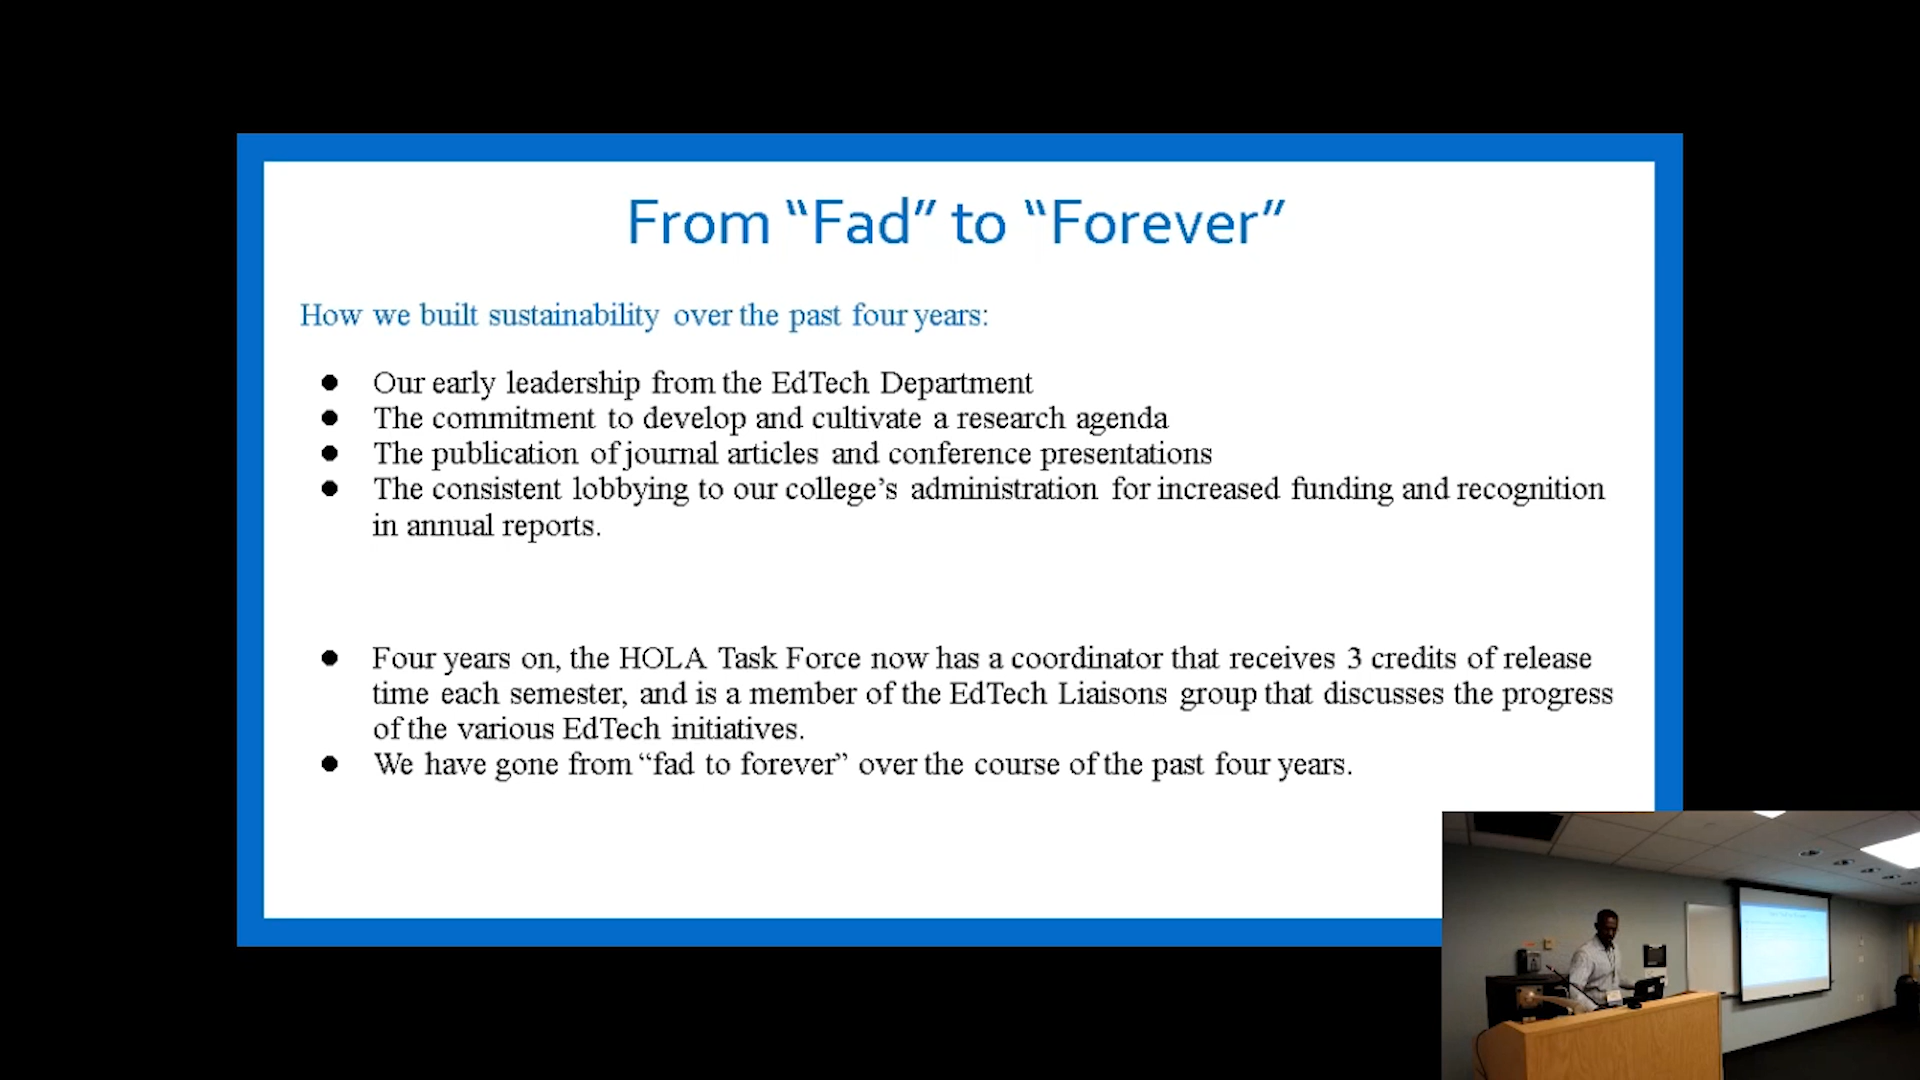 From “Fad” to “Forever”
How we built sustainability over the past four years:
● Our early leadership from the EdTech Department
● The commitment to develop and cultivate a research agenda
● The publication of journal articles and conference presentations
● The consistent lobbying to our college’s administration for increased funding and recognition
in annual reports.
● Four years on, the HOLA Task Force now has a coordinator that receives 3 credits of release
time each semester, and is a member of the EdTech Liaisons group that discusses the progress
of the various EdTech initiatives.
● We have gone from “fad to forever” over the course of the past four years.